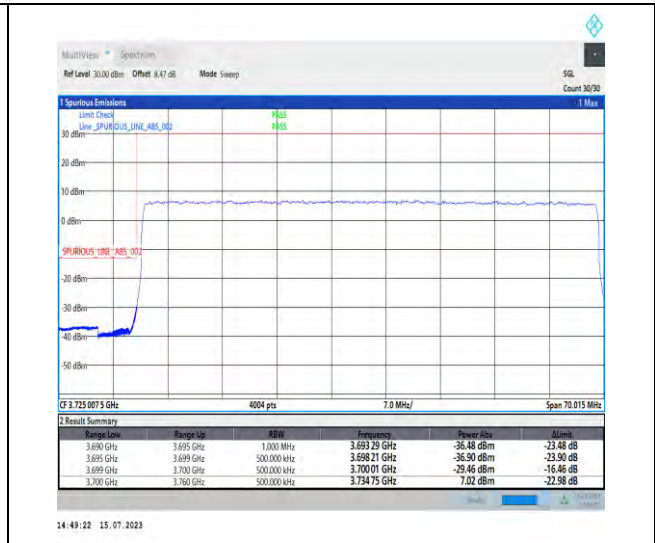 MultiView Spectrum
Ref Level 30.00 dBm Offset 8.47 dB Mode Sweep SGL
Count 30/30
1 Spurious Emissions 1 Max
Limit Check PASS
Line _SPURIOUS_LINE_ABS_002 PASS
30 dBm
20 dBm
10 dBm
0 dBm
SPURIOUS_LINE_ABS_002
-20 dBm
-30 dBm
-40 dBm
-50 dBm
CF 3.725 007 5 GHz 4004 pts 7.0 MHz/ Span 70.015 MHz
2 Result Summary
Range Low Range Up RBW Frequency Power Abs ΔLimit
3.690 GHz 3.695 GHz 1.000 MHz 3.693 29 GHz -36.48 dBm -23.48 dB
3.695 GHz 3.699 GHz 500.000 kHz 3.698 21 GHz -36.90 dBm -23.90 dB
3.699 GHz 3.700 GHz 500.000 kHz 3.700 01 GHz -29.46 dBm -16.46 dB
3.700 GHz 3.760 GHz 500.000 kHz 3.734 75 GHz 7.02 dBm -22.98 dB
14:49:22 15.07.2023